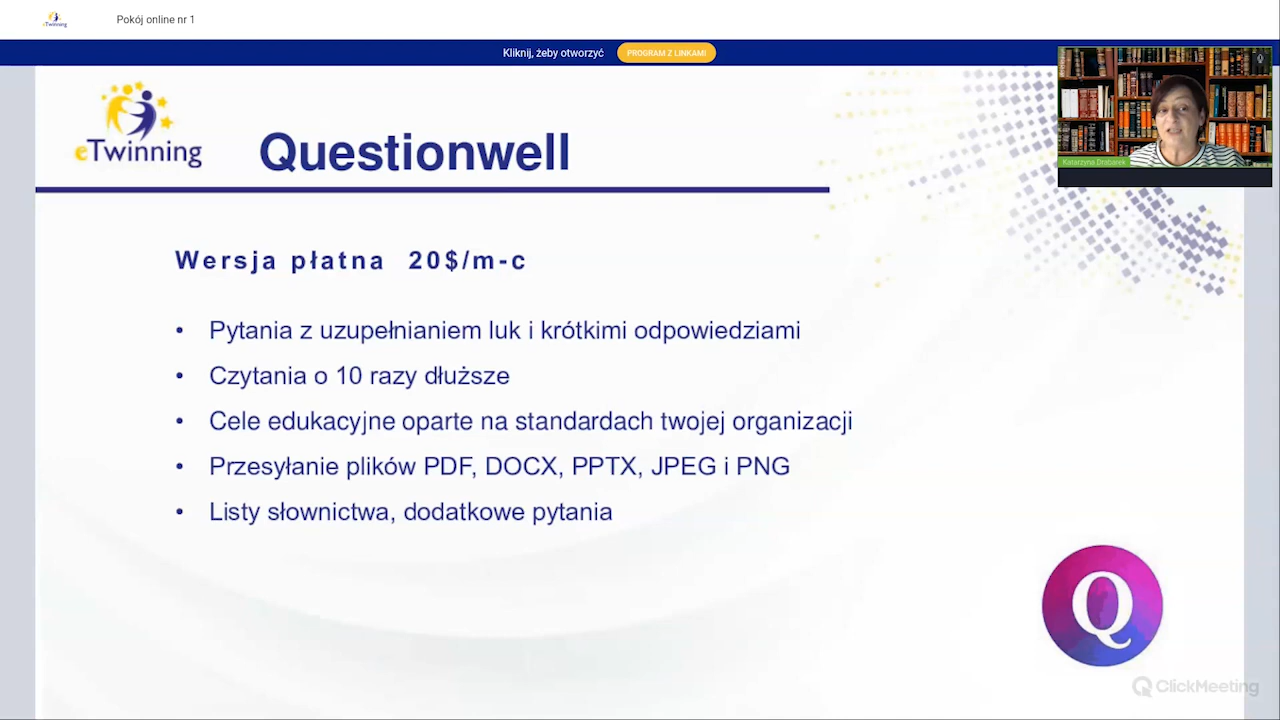 eTwinning
Pokój online nr 1
Kliknij, żeby otworzyć
PROGRAM Z LINKAMI
eTwinning
Questionwell
Katarzyna Drabarek
Wersja płatna 20$/m-c
• Pytania z uzupełnianiem luk i krótkimi odpowiedziami
• Czytania o 10 razy dłuższe
• Cele edukacyjne oparte na standardach twojej organizacji
• Przesyłanie plików PDF, DOCX, PPTX, JPEG i PNG
• Listy słownictwa, dodatkowe pytania
Q
ClickMeeting